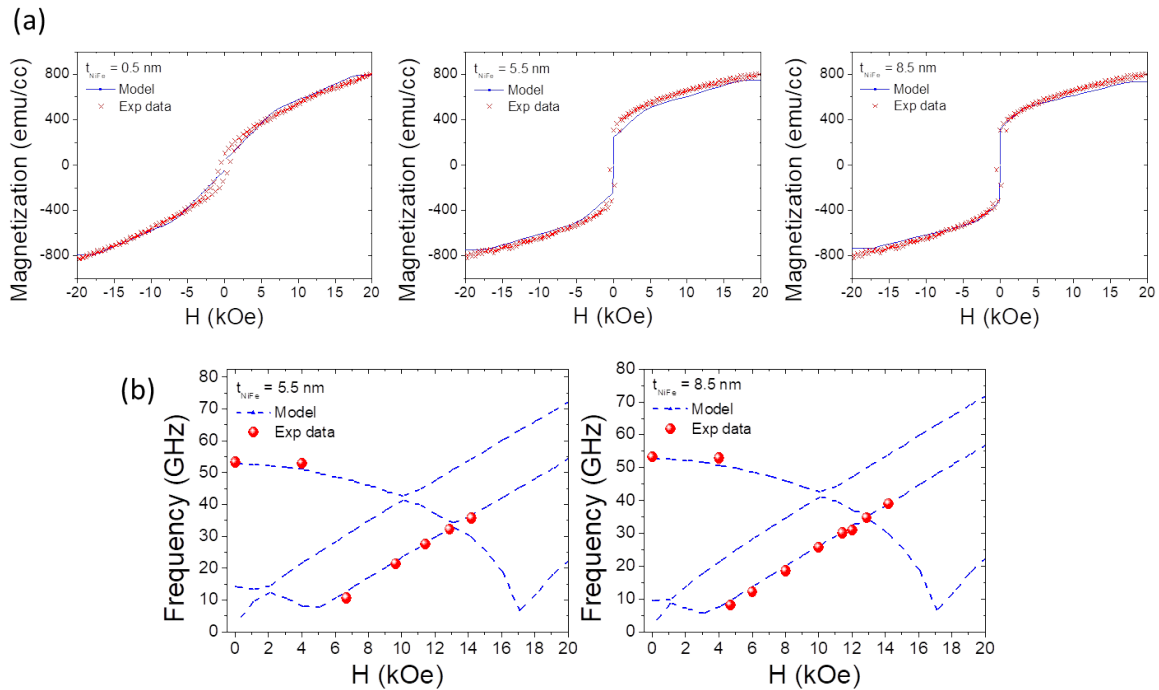 (a)
800
400
0
-400
-800
Magnetization (emu/cc)
t_NiFe = 0.5 nm
Model
Exp data
-20 -15 -10 -5 0 5 10 15 20
H (kOe)
800
400
0
-400
-800
Magnetization (emu/cc)
t_NiFe = 5.5 nm
Model
Exp data
-20 -15 -10 -5 0 5 10 15 20
H (kOe)
800
400
0
-400
-800
Magnetization (emu/cc)
t_NiFe = 8.5 nm
Model
Exp data
-20 -15 -10 -5 0 5 10 15 20
H (kOe)
(b)
80
70
60
50
40
30
20
10
0
Frequency (GHz)
t_NiFe = 5.5 nm
Model
Exp data
0 2 4 6 8 10 12 14 16 18 20
H (kOe)
80
70
60
50
40
30
20
10
0
Frequency (GHz)
t_NiFe = 8.5 nm
Model
Exp data
0 2 4 6 8 10 12 14 16 18 20
H (kOe)